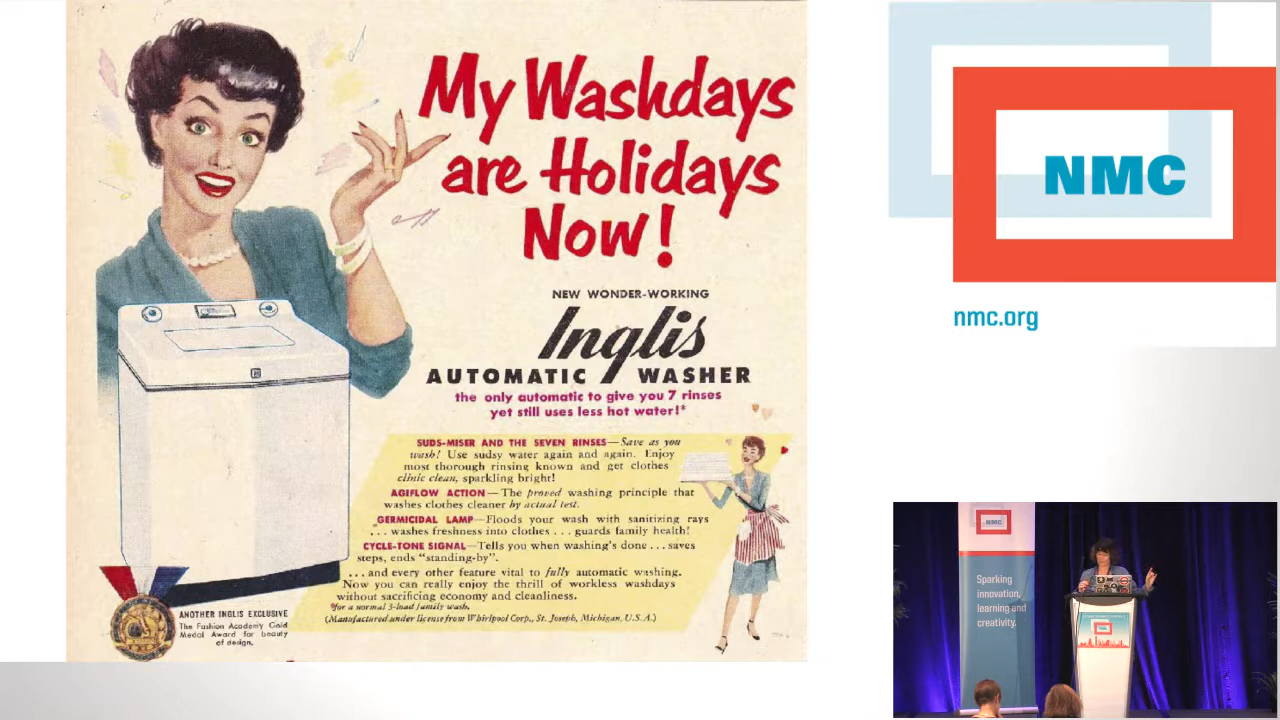 My Washdays
are Holidays
Now!
NEW WONDER-WORKING
Inglis
AUTOMATIC WASHER
the only automatic to give you 7 rinses
yet still uses less hot water!*
SUDS-MISER AND THE SEVEN RINSES—Save as you
wash! Use sudsy water again and again. Enjoy
most thorough rinsing known and get clothes
clinic clean, sparkling bright!
AGIFLOW ACTION—The proved washing principle that
washes clothes cleaner by actual test.
GERMICIDAL LAMP—Floods your wash with sanitizing rays
... washes freshness into clothes ... guards family health!
CYCLE-TONE SIGNAL—Tells you when washing's done ... saves
steps, ends "standing-by".
... and every other feature vital to fully automatic washing.
Now you can really enjoy the thrill of workless washdays
without sacrificing economy and cleanliness.
*for a normal 3-load family wash.
(Manufactured under license from Whirlpool Corp., St. Joseph, Michigan, U.S.A.)
ANOTHER INGLIS EXCLUSIVE
The Fashion Academy Gold
Medal Award for beauty
of design.
NMC
nmc.org
NMC
Sparking
innovation,
learning and
creativity.
NMC